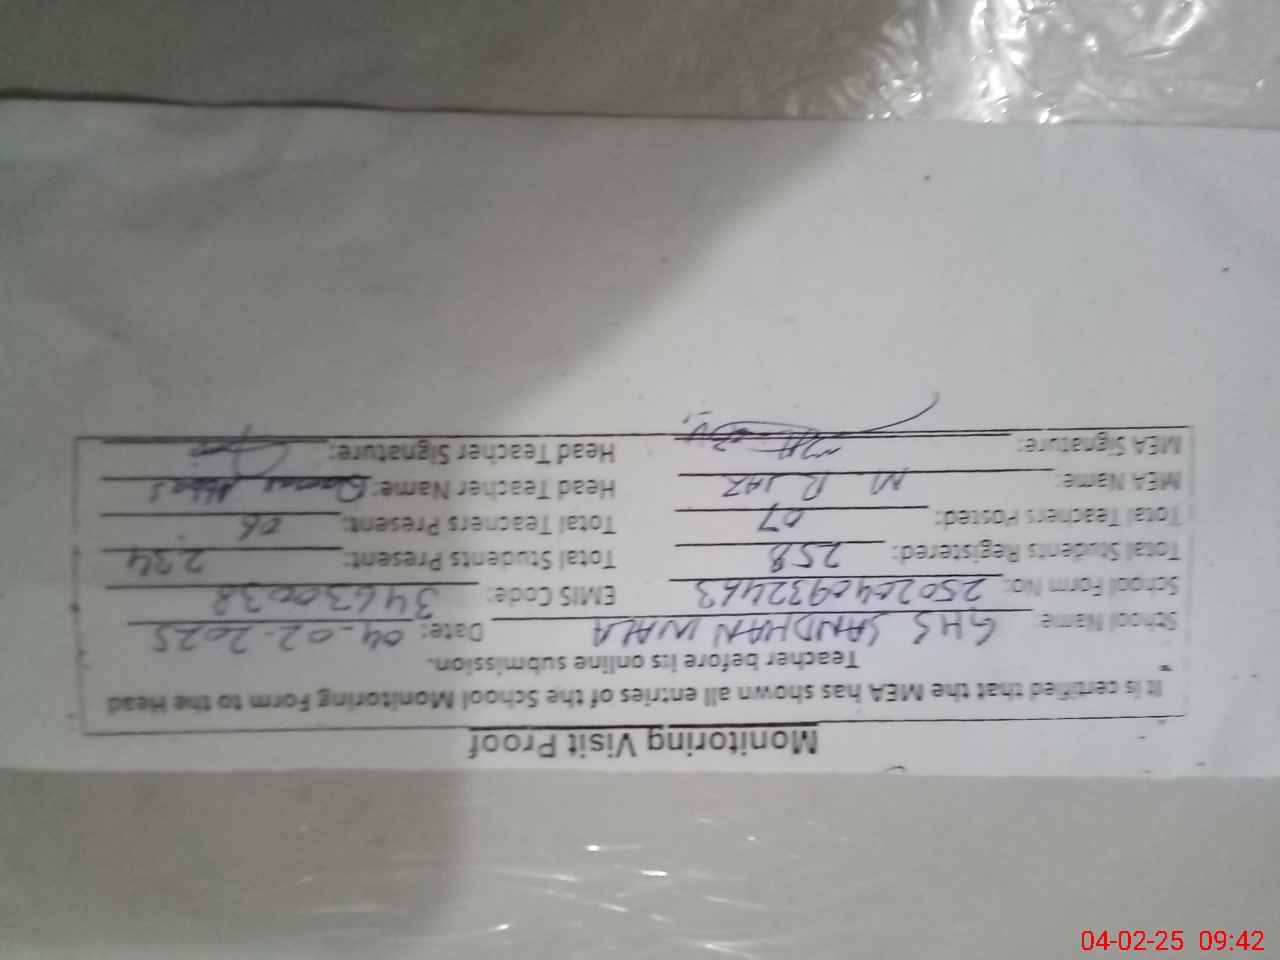 Monitoring Visit Proof
It is certified that the MEA has shown all entries of the School Monitoring Form to the Head
Teacher before its online submission.
School Name: GHS SANDHAN WALA Date: 04-02-2025
School Form No: 2502040932463 EMIS Code: 34630038
Total Students Registered: 258 Total Students Present: 234
Total Teachers Posted: 07 Total Teachers Present: 06
MEA Name: M RIAZ Head Teacher Name: Abbas
MEA Signature: Head Teacher Signature:
04-02-25 09:42